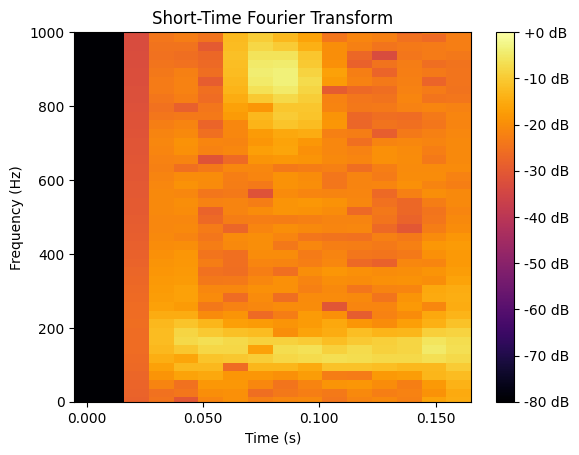 Short-Time Fourier Transform
1000
800
600
400
200
0
Frequency (Hz)
0.000
0.050
0.100
0.150
Time (s)
+0 dB
-10 dB
-20 dB
-30 dB
-40 dB
-50 dB
-60 dB
-70 dB
-80 dB